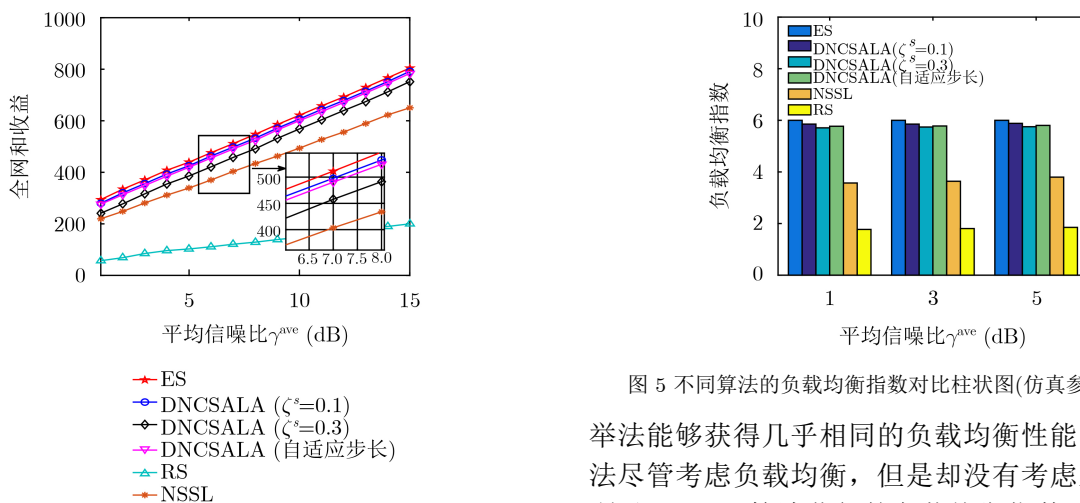 1000
800
600
400
200
0
全网和收益
500
450
400
6.5 7.0 7.5 8.0
5 10 15
平均信噪比γ^ave (dB)
ES
DNCSALA (ζ^s=0.1)
DNCSALA (ζ^s=0.3)
DNCSALA (自适应步长)
RS
NSSL
10
8
6
4
2
0
负载均衡指数
ES
DNCSALA(ζ^s=0.1)
DNCSALA(ζ^s=0.3)
DNCSALA(自适应步长)
NSSL
RS
1 3 5
平均信噪比γ^ave (dB)
图 5 不同算法的负载均衡指数对比柱状图(仿真参
举法能够获得几乎相同的负载均衡性能
法尽管考虑负载均衡，但是却没有考虑